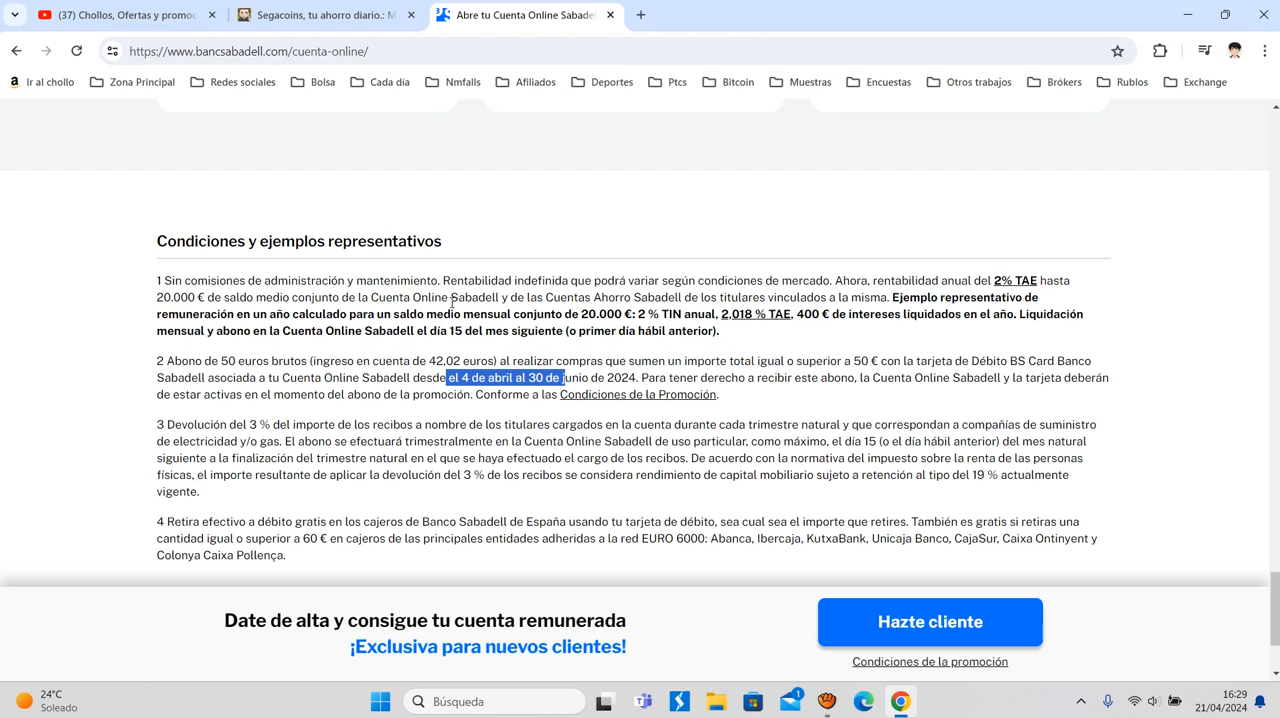 (37) Chollos, Ofertas y promoc
Segacoins, tu ahorro diario.: M
Abre tu Cuenta Online Sabadel
https://www.bancsabadell.com/cuenta-online/
Ir al chollo
Zona Principal
Redes sociales
Bolsa
Cada día
Nmfalls
Afiliados
Deportes
Ptcs
Bitcoin
Muestras
Encuestas
Otros trabajos
Brókers
Rublos
Exchange
Condiciones y ejemplos representativos
1 Sin comisiones de administración y mantenimiento. Rentabilidad indefinida que podrá variar según condiciones de mercado. Ahora, rentabilidad anual del 2% TAE hasta
20.000 € de saldo medio conjunto de la Cuenta Online Sabadell y de las Cuentas Ahorro Sabadell de los titulares vinculados a la misma. Ejemplo representativo de
remuneración en un año calculado para un saldo medio mensual conjunto de 20.000 €: 2 % TIN anual, 2,018 % TAE, 400 € de intereses liquidados en el año. Liquidación
mensual y abono en la Cuenta Online Sabadell el día 15 del mes siguiente (o primer día hábil anterior).
2 Abono de 50 euros brutos (ingreso en cuenta de 42,02 euros) al realizar compras que sumen un importe total igual o superior a 50 € con la tarjeta de Débito BS Card Banco
Sabadell asociada a tu Cuenta Online Sabadell desde el 4 de abril al 30 de junio de 2024. Para tener derecho a recibir este abono, la Cuenta Online Sabadell y la tarjeta deberán
de estar activas en el momento del abono de la promoción. Conforme a las Condiciones de la Promoción.
3 Devolución del 3 % del importe de los recibos a nombre de los titulares cargados en la cuenta durante cada trimestre natural y que correspondan a compañías de suministro
de electricidad y/o gas. El abono se efectuará trimestralmente en la Cuenta Online Sabadell de uso particular, como máximo, el día 15 (o el día hábil anterior) del mes natural
siguiente a la finalización del trimestre natural en el que se haya efectuado el cargo de los recibos. De acuerdo con la normativa del impuesto sobre la renta de las personas
físicas, el importe resultante de aplicar la devolución del 3 % de los recibos se considera rendimiento de capital mobiliario sujeto a retención al tipo del 19 % actualmente
vigente.
4 Retira efectivo a débito gratis en los cajeros de Banco Sabadell de España usando tu tarjeta de débito, sea cual sea el importe que retires. También es gratis si retiras una
cantidad igual o superior a 60 € en cajeros de las principales entidades adheridas a la red EURO 6000: Abanca, Ibercaja, KutxaBank, Unicaja Banco, CajaSur, Caixa Ontinyent y
Colonya Caixa Pollença.
Date de alta y consigue tu cuenta remunerada
¡Exclusiva para nuevos clientes!
Hazte cliente
Condiciones de la promoción
24°C
Soleado
Búsqueda
1
16:29
21/04/2024